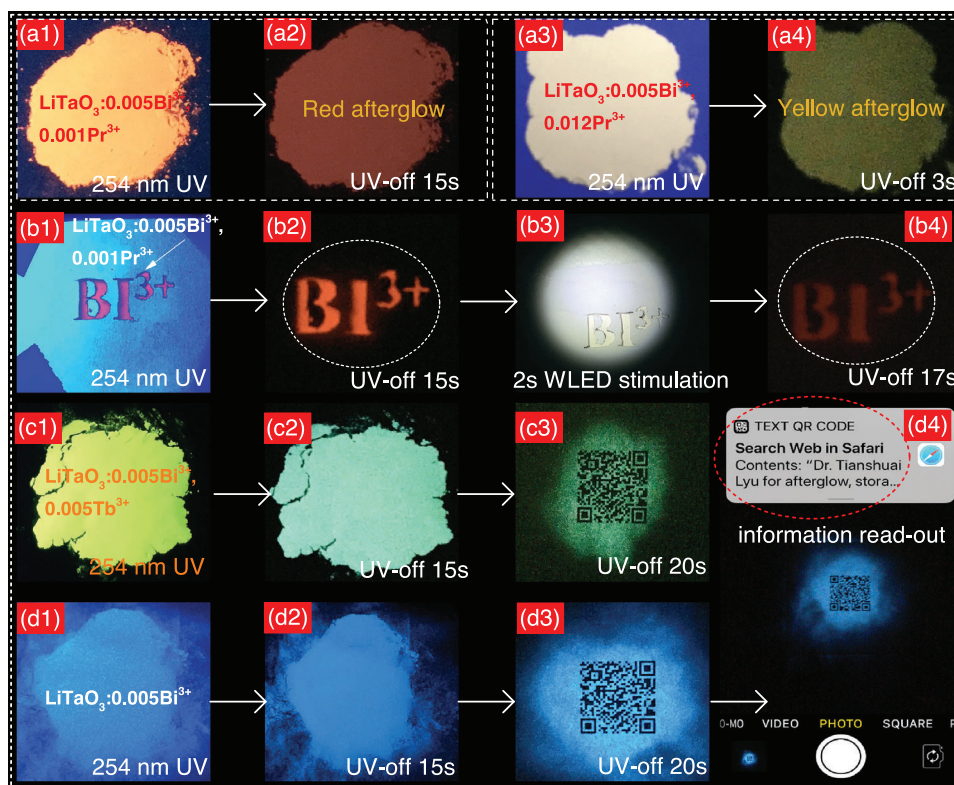 (a1)
LiTaO₃:0.005Bi³⁺,
0.001Pr³⁺
254 nm UV
(a2)
Red afterglow
UV-off 15s
(a3)
LiTaO₃:0.005Bi³⁺,
0.012Pr³⁺
254 nm UV
(a4)
Yellow afterglow
UV-off 3s
(b1)
LiTaO₃:0.005Bi³⁺,
0.001Pr³⁺
BI³⁺
254 nm UV
(b2)
BI³⁺
UV-off 15s
(b3)
BI³⁺
2s WLED stimulation
(b4)
BI³⁺
UV-off 17s
(c1)
LiTaO₃:0.005Bi³⁺,
0.005Tb³⁺
254 nm UV
(c2)
UV-off 15s
(c3)
UV-off 20s
(d4)
TEXT QR CODE
Search Web in Safari
Contents: “Dr. Tianshuai
Lyu for afterglow, stora...
information read-out
(d1)
LiTaO₃:0.005Bi³⁺
254 nm UV
(d2)
UV-off 15s
(d3)
UV-off 20s
O-MO VIDEO PHOTO SQUARE P